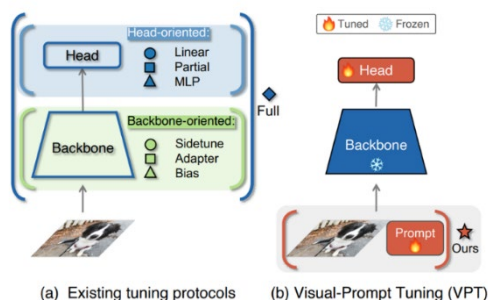 Head-oriented:
Head
Linear
Partial
MLP
Full
Backbone-oriented:
Backbone
Sidetune
Adapter
Bias
(a) Existing tuning protocols
Tuned
Frozen
Head
Backbone
Prompt
Ours
(b) Visual-Prompt Tuning (VPT)